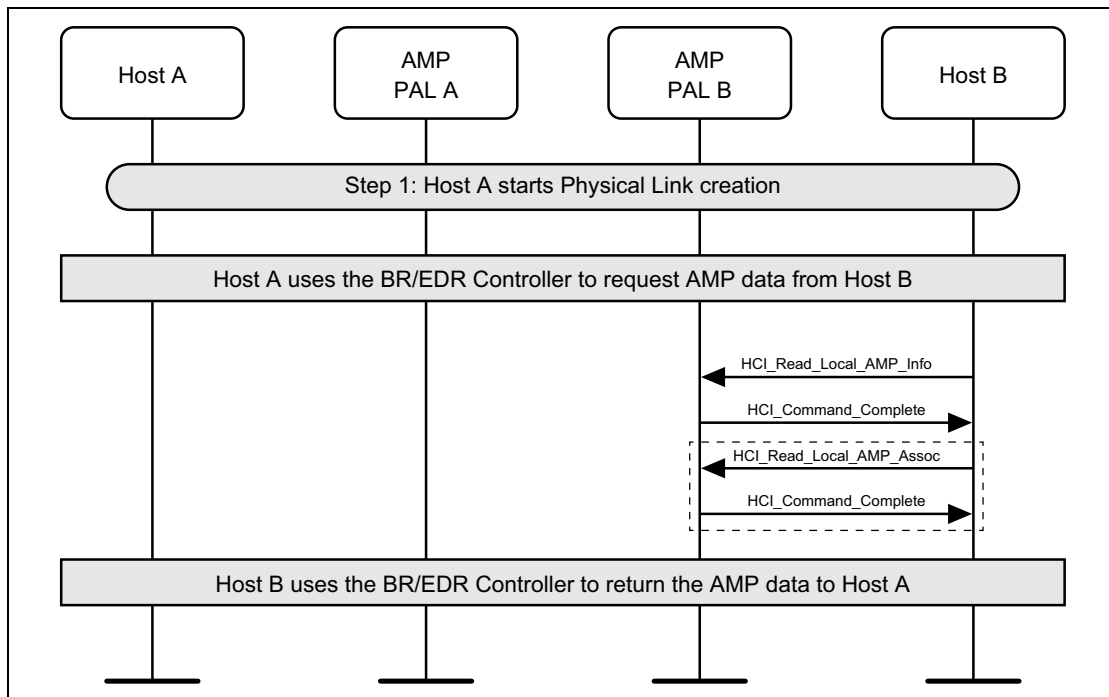 Host A
AMP
PAL A
AMP
PAL B
Host B
Step 1: Host A starts Physical Link creation
Host A uses the BR/EDR Controller to request AMP data from Host B
HCI_Read_Local_AMP_Info
HCI_Command_Complete
HCI_Read_Local_AMP_Assoc
HCI_Command_Complete
Host B uses the BR/EDR Controller to return the AMP data to Host A